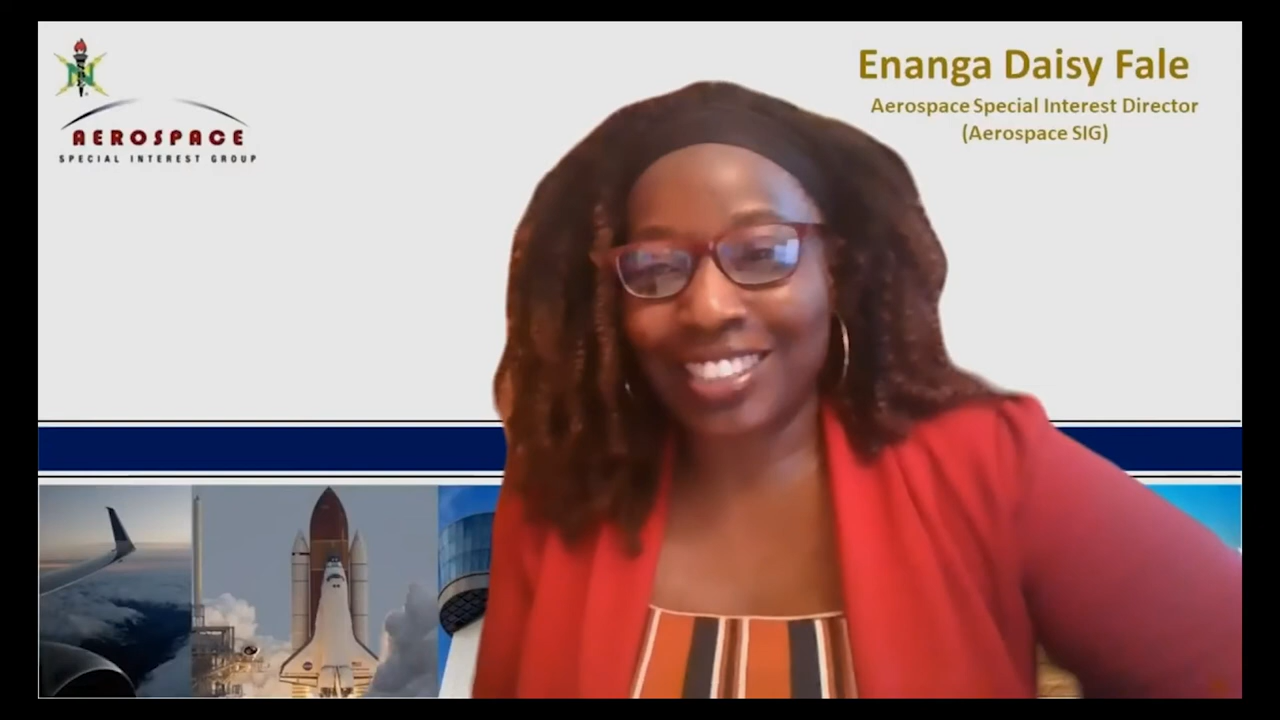 N
AEROSPACE
SPECIAL INTEREST GROUP
Enanga Daisy Fale
Aerospace Special Interest Director
(Aerospace SIG)